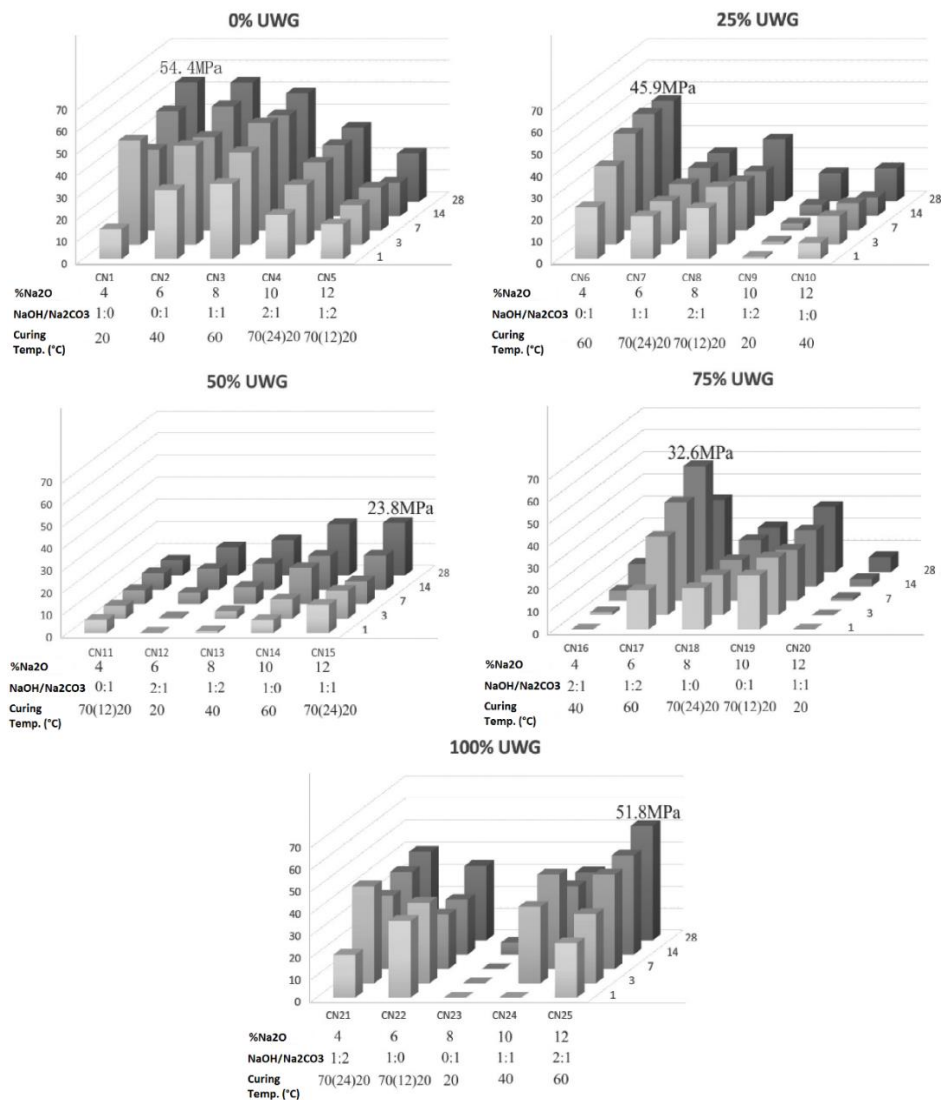 0% UWG
54.4MPa
70
60
50
40
30
20
10
0
28
14
7
3
1
CN1 CN2 CN3 CN4 CN5
%Na2O 4 6 8 10 12
NaOH/Na2CO3 1:0 0:1 1:1 2:1 1:2
Curing
Temp. (°C) 20 40 60 70(24)20 70(12)20
25% UWG
45.9MPa
70
60
50
40
30
20
10
0
28
14
7
3
1
CN6 CN7 CN8 CN9 CN10
%Na2O 4 6 8 10 12
NaOH/Na2CO3 0:1 1:1 2:1 1:2 1:0
Curing
Temp. (°C) 60 70(24)20 70(12)20 20 40
50% UWG
23.8MPa
70
60
50
40
30
20
10
0
28
14
7
3
1
CN11 CN12 CN13 CN14 CN15
%Na2O 4 6 8 10 12
NaOH/Na2CO3 0:1 2:1 1:2 1:0 1:1
Curing
Temp. (°C) 70(12)20 20 40 60 70(24)20
75% UWG
32.6MPa
70
60
50
40
30
20
10
0
28
14
7
3
1
CN16 CN17 CN18 CN19 CN20
%Na2O 4 6 8 10 12
NaOH/Na2CO3 2:1 1:2 1:0 0:1 1:1
Curing
Temp. (°C) 40 60 70(24)20 70(12)20 20
100% UWG
51.8MPa
70
60
50
40
30
20
10
0
28
14
7
3
1
CN21 CN22 CN23 CN24 CN25
%Na2O 4 6 8 10 12
NaOH/Na2CO3 1:2 1:0 0:1 1:1 2:1
Curing
Temp. (°C) 70(24)20 70(12)20 20 40 60